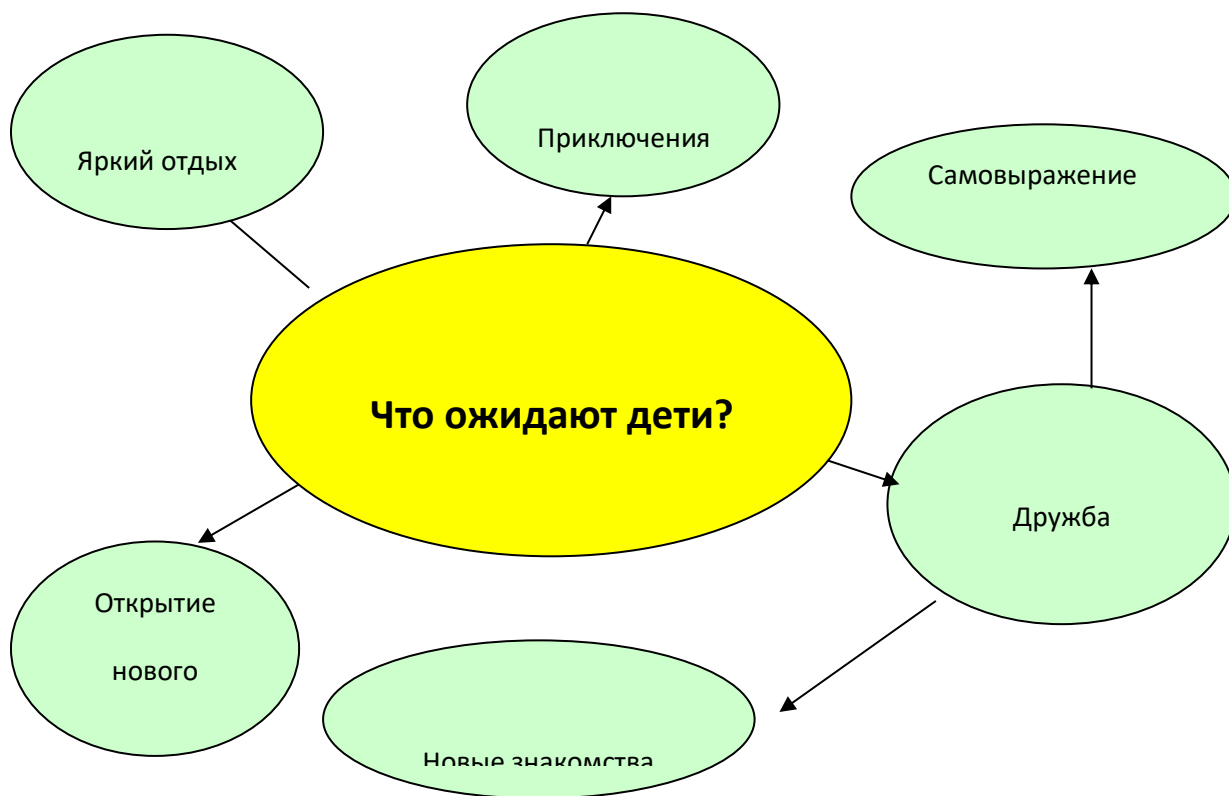 Яркий отдых
Приключения
Самовыражение
Что ожидают дети?
Дружба
Открытие
нового
Новые знакомства